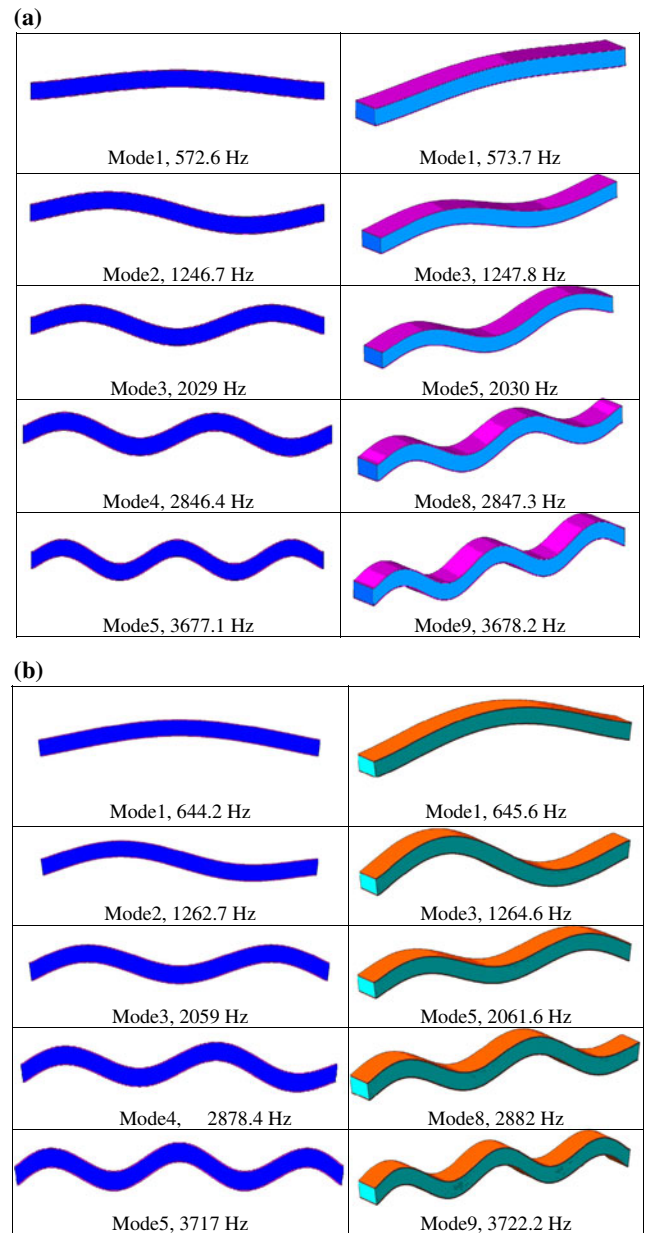 (a)
Mode1, 572.6 Hz
Mode1, 573.7 Hz
Mode2, 1246.7 Hz
Mode3, 1247.8 Hz
Mode3, 2029 Hz
Mode5, 2030 Hz
Mode4, 2846.4 Hz
Mode8, 2847.3 Hz
Mode5, 3677.1 Hz
Mode9, 3678.2 Hz
(b)
Mode1, 644.2 Hz
Mode1, 645.6 Hz
Mode2, 1262.7 Hz
Mode3, 1264.6 Hz
Mode3, 2059 Hz
Mode5, 2061.6 Hz
Mode4, 2878.4 Hz
Mode8, 2882 Hz
Mode5, 3717 Hz
Mode9, 3722.2 Hz